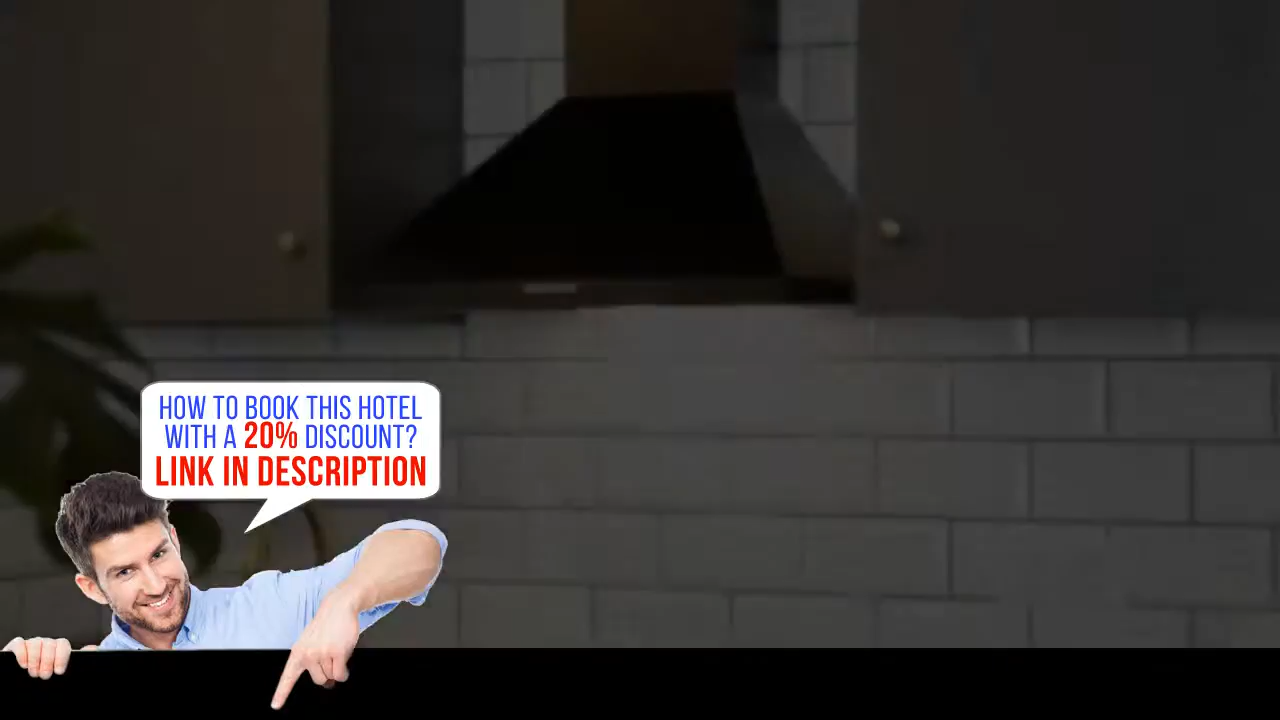 HOW TO BOOK THIS HOTEL
WITH A 20% DISCOUNT?
LINK IN DESCRIPTION